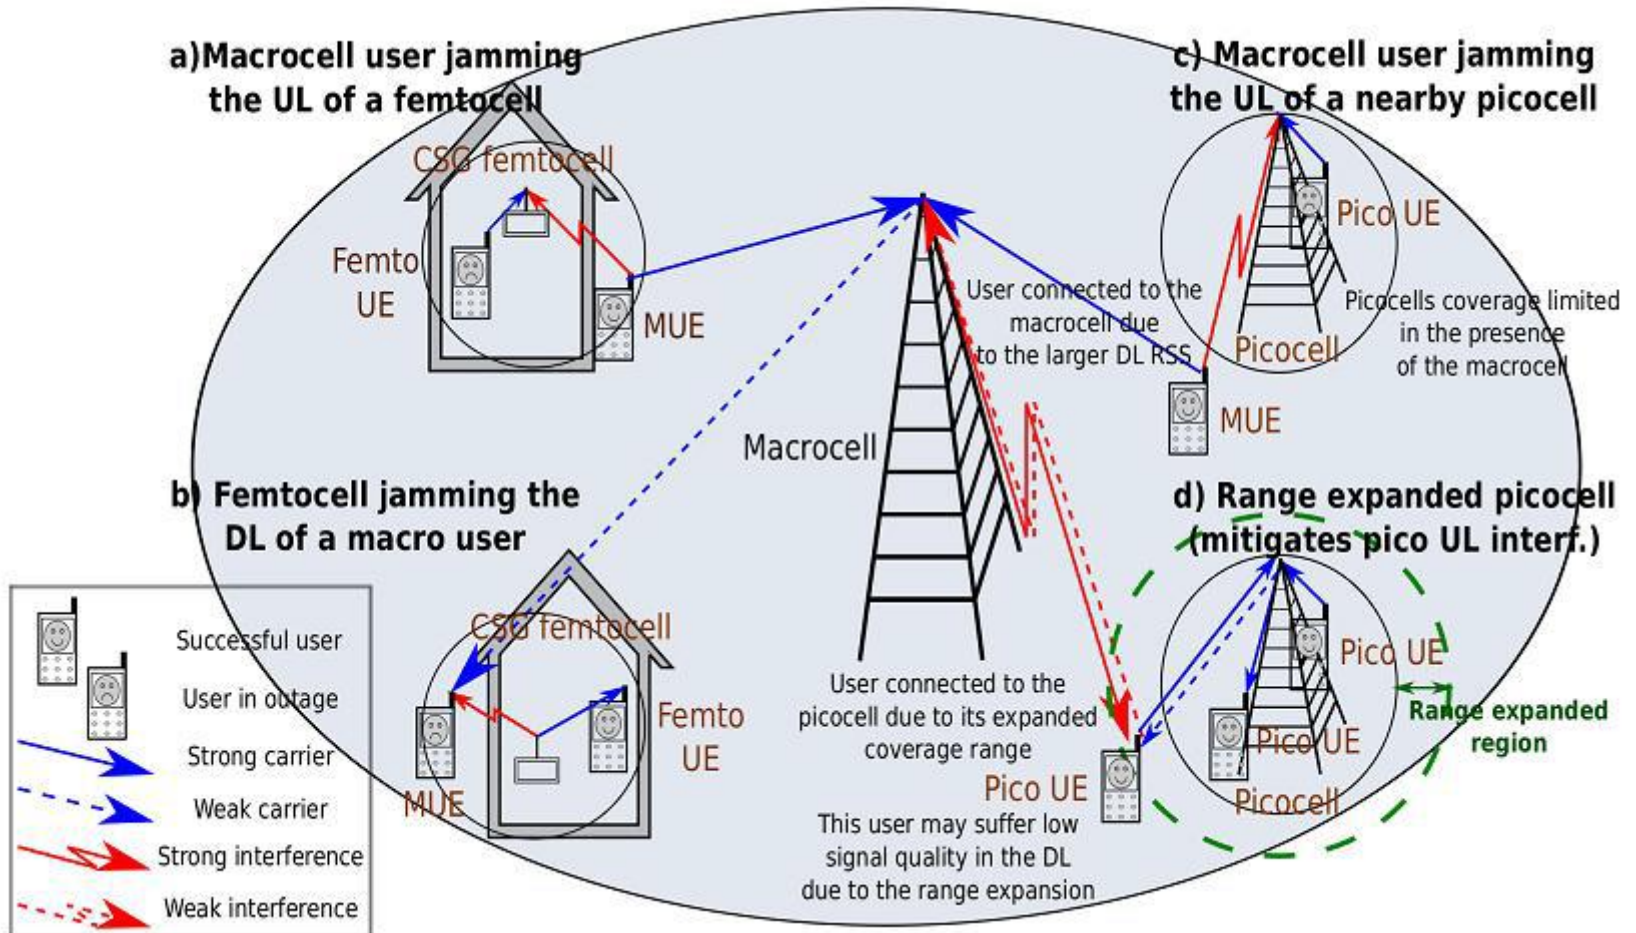 a)Macrocell user jamming
the UL of a femtocell
CSG femtocell
Femto
UE
MUE
c) Macrocell user jamming
the UL of a nearby picocell
Pico UE
User connected to the
macrocell due
to the larger DL RSS
Picocells coverage limited
in the presence
of the macrocell
Picocell
MUE
Macrocell
b) Femtocell jamming the
DL of a macro user
CSG femtocell
Femto
UE
MUE
d) Range expanded picocell
(mitigates pico UL interf.)
Pico UE
Range expanded
region
Pico UE
Picocell
User connected to the
picocell due to its expanded
coverage range
Pico UE
This user may suffer low
signal quality in the DL
due to the range expansion
Successful user
User in outage
Strong carrier
Weak carrier
Strong interference
Weak interference